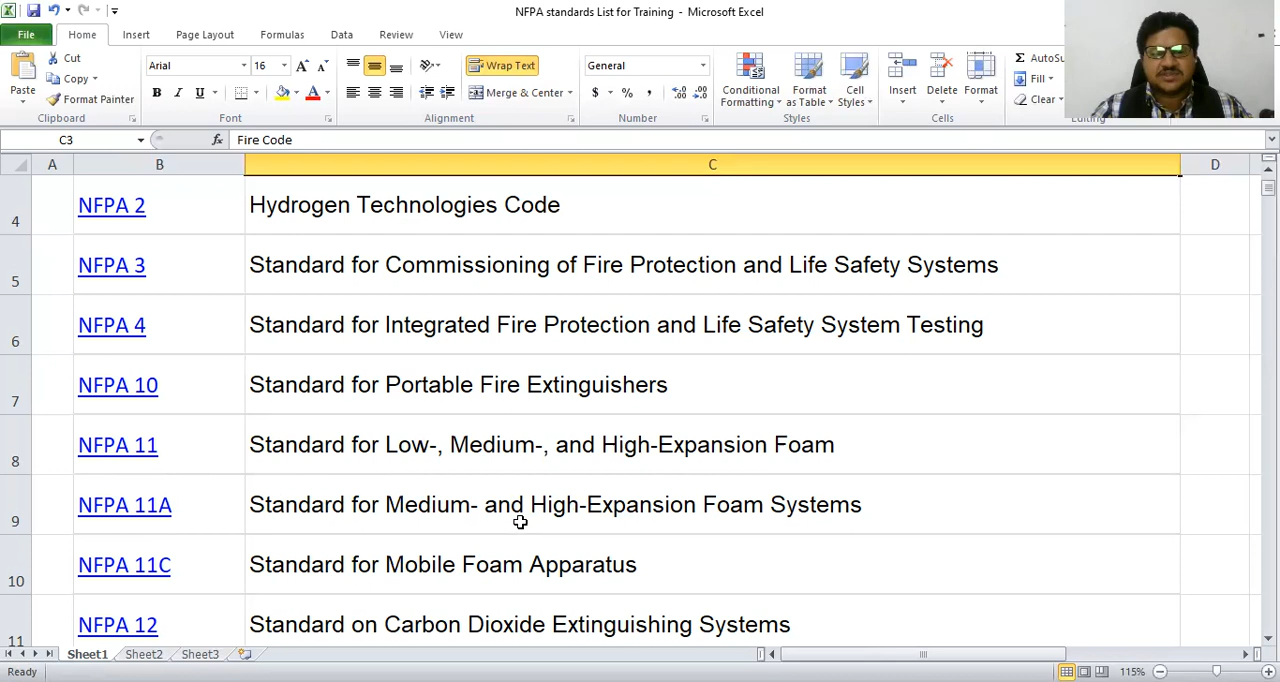 NFPA standards List for Training - Microsoft Excel
File Home Insert Page Layout Formulas Data Review View
Cut
Copy
Format Painter
Paste
Clipboard
Arial 16
B I U
Font
Wrap Text
Merge & Center
Alignment
General
$ % ,
Number
Conditional Formatting
Format as Table
Cell Styles
Styles
Insert Delete Format
Cells
AutoSu
Fill
Clear
Editing
C3 fx Fire Code
A B C D
4 NFPA 2 Hydrogen Technologies Code
5 NFPA 3 Standard for Commissioning of Fire Protection and Life Safety Systems
6 NFPA 4 Standard for Integrated Fire Protection and Life Safety System Testing
7 NFPA 10 Standard for Portable Fire Extinguishers
8 NFPA 11 Standard for Low-, Medium-, and High-Expansion Foam
9 NFPA 11A Standard for Medium- and High-Expansion Foam Systems
10 NFPA 11C Standard for Mobile Foam Apparatus
11 NFPA 12 Standard on Carbon Dioxide Extinguishing Systems
Sheet1 Sheet2 Sheet3
Ready 115%